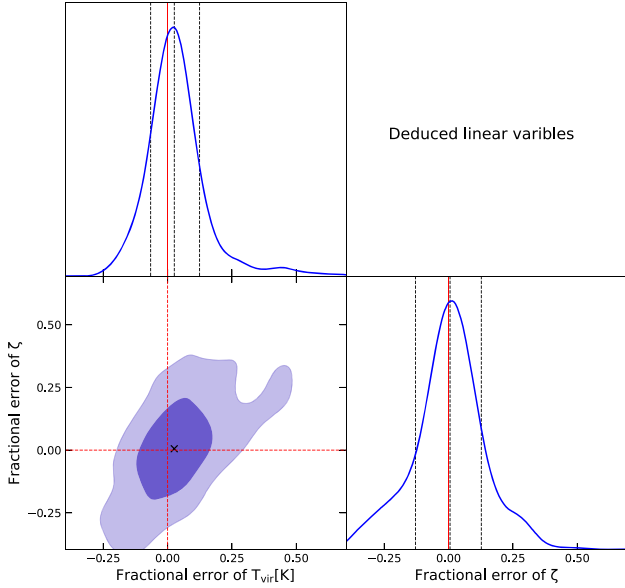 Deduced linear varibles
Fractional error of ζ
0.50
0.25
0.00
−0.25
−0.25 0.00 0.25 0.50
Fractional error of T_vir[K]
−0.25 0.00 0.25 0.50
Fractional error of ζ